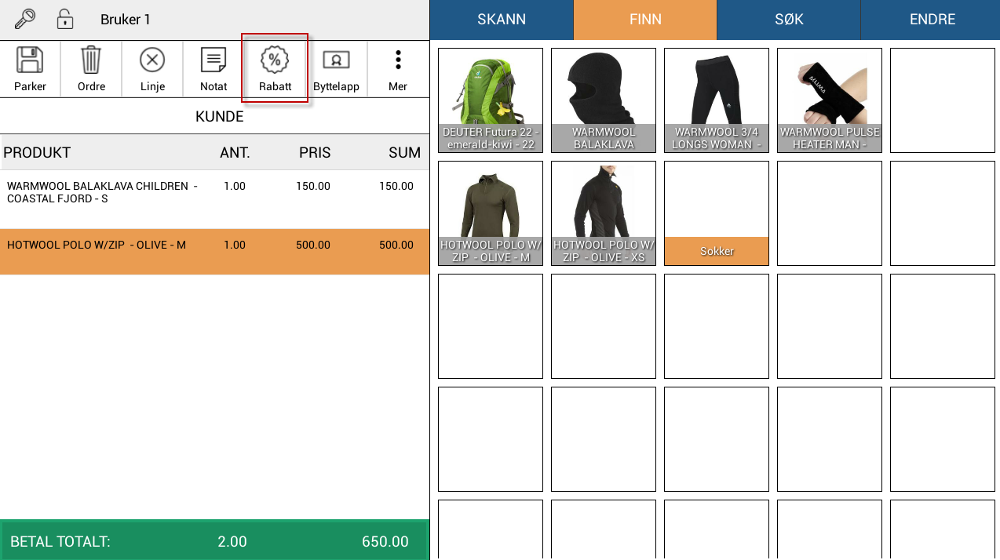 Bruker 1
SKANN
FINN
SØK
ENDRE
Parker
Ordre
Linje
%
Notat
Rabatt
Byttelapp
Mer
KUNDE
PRODUKT ANT. PRIS SUM
WARMWOOL BALAKLAVA CHILDREN - 1.00 150.00 150.00
COASTAL FJORD - S
HOTWOOL POLO W/ZIP - OLIVE - M 1.00 500.00 500.00
BETAL TOTALT: 2.00 650.00
DEUTER Futura 22 -
emerald-kiwi - 22
WARMWOOL
BALAKLAVA
WARMWOOL 3/4
LONGS WOMAN -
WARMWOOL PULSE
HEATER MAN -
HOTWOOL POLO W/
ZIP - OLIVE - M
HOTWOOL POLO W/
ZIP - OLIVE - XS
Sokker